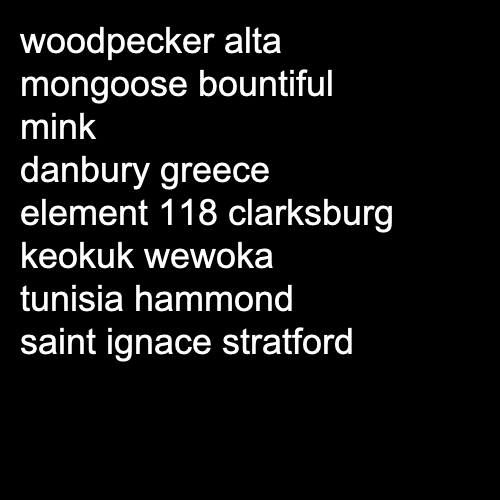 woodpecker alta
mongoose bountiful
mink
danbury greece
element 118 clarksburg
keokuk wewoka
tunisia hammond
saint ignace stratford